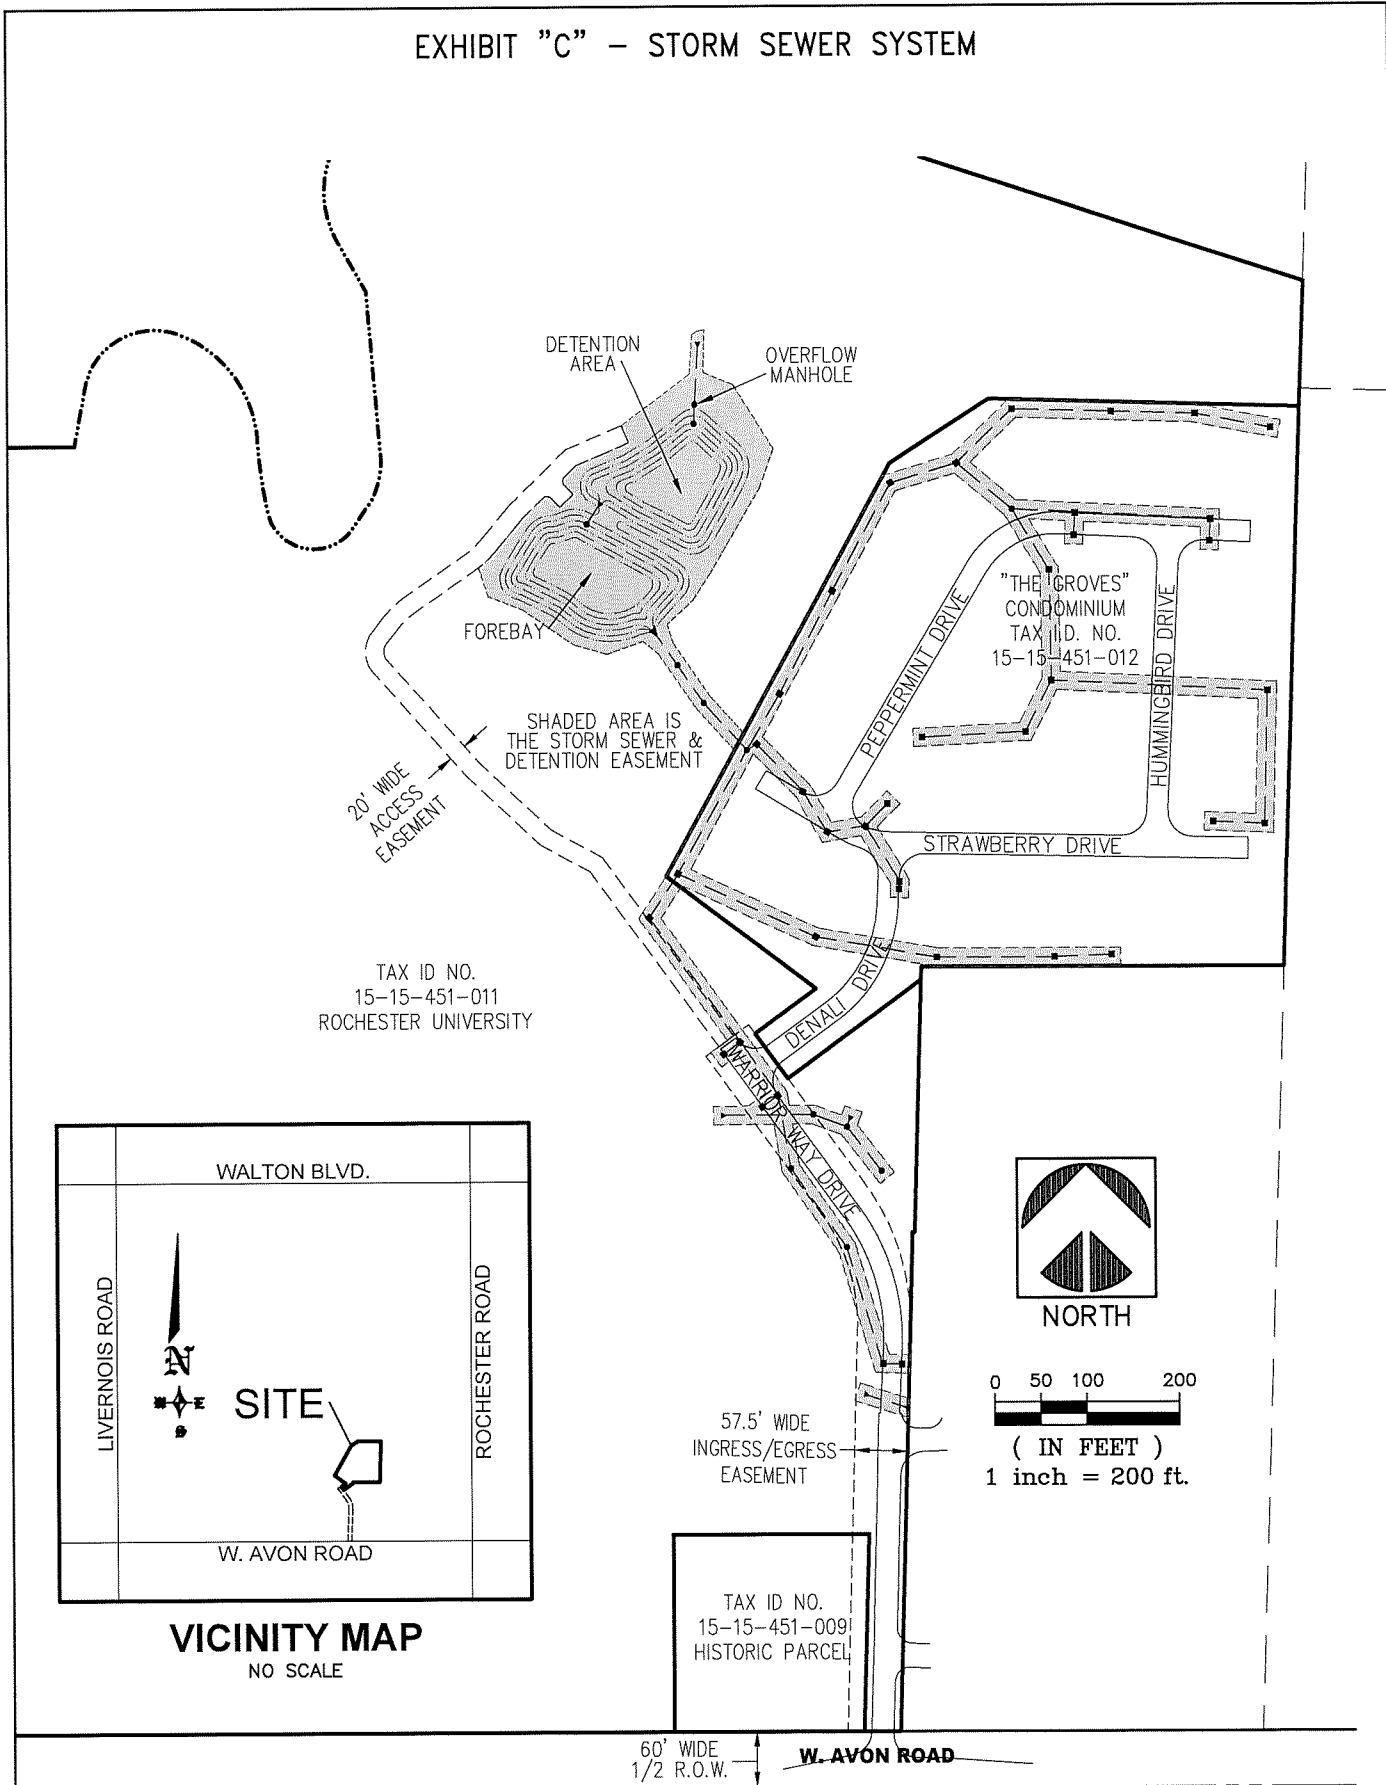 EXHIBIT "C" - STORM SEWER SYSTEM
DETENTION
AREA
OVERFLOW
MANHOLE
FOREBAY
"THE GROVES"
CONDOMINIUM
TAX I.D. NO.
15-15-451-012
PEPPERMINT DRIVE
HUMMINGBIRD DRIVE
STRAWBERRY DRIVE
SHADED AREA IS
THE STORM SEWER &
DETENTION EASEMENT
20' WIDE
ACCESS
EASEMENT
DENALI DRIVE
TAX ID NO.
15-15-451-011
ROCHESTER UNIVERSITY
WARRIOR WAY DRIVE
WALTON BLVD.
LIVERNOIS ROAD
ROCHESTER ROAD
N
W
E
S
SITE
W. AVON ROAD
VICINITY MAP
NO SCALE
NORTH
0 50 100 200
( IN FEET )
1 inch = 200 ft.
57.5' WIDE
INGRESS/EGRESS
EASEMENT
TAX ID NO.
15-15-451-009
HISTORIC PARCEL
60' WIDE
1/2 R.O.W.
W. AVON ROAD